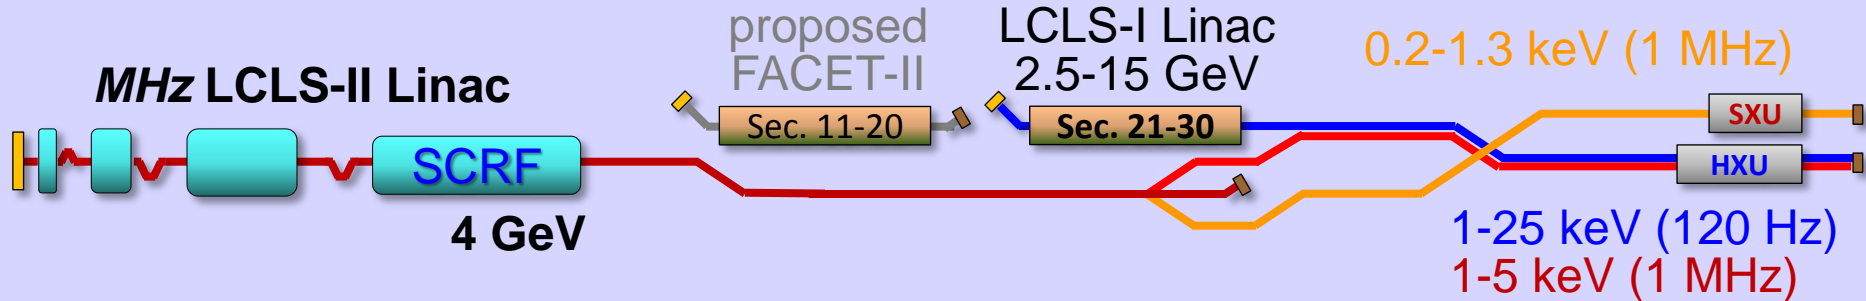 MHz LCLS-II Linac
SCRF
4 GeV
proposed
FACET-II
Sec. 11-20
LCLS-I Linac
2.5-15 GeV
Sec. 21-30
0.2-1.3 keV (1 MHz)
SXU
HXU
1-25 keV (120 Hz)
1-5 keV (1 MHz)